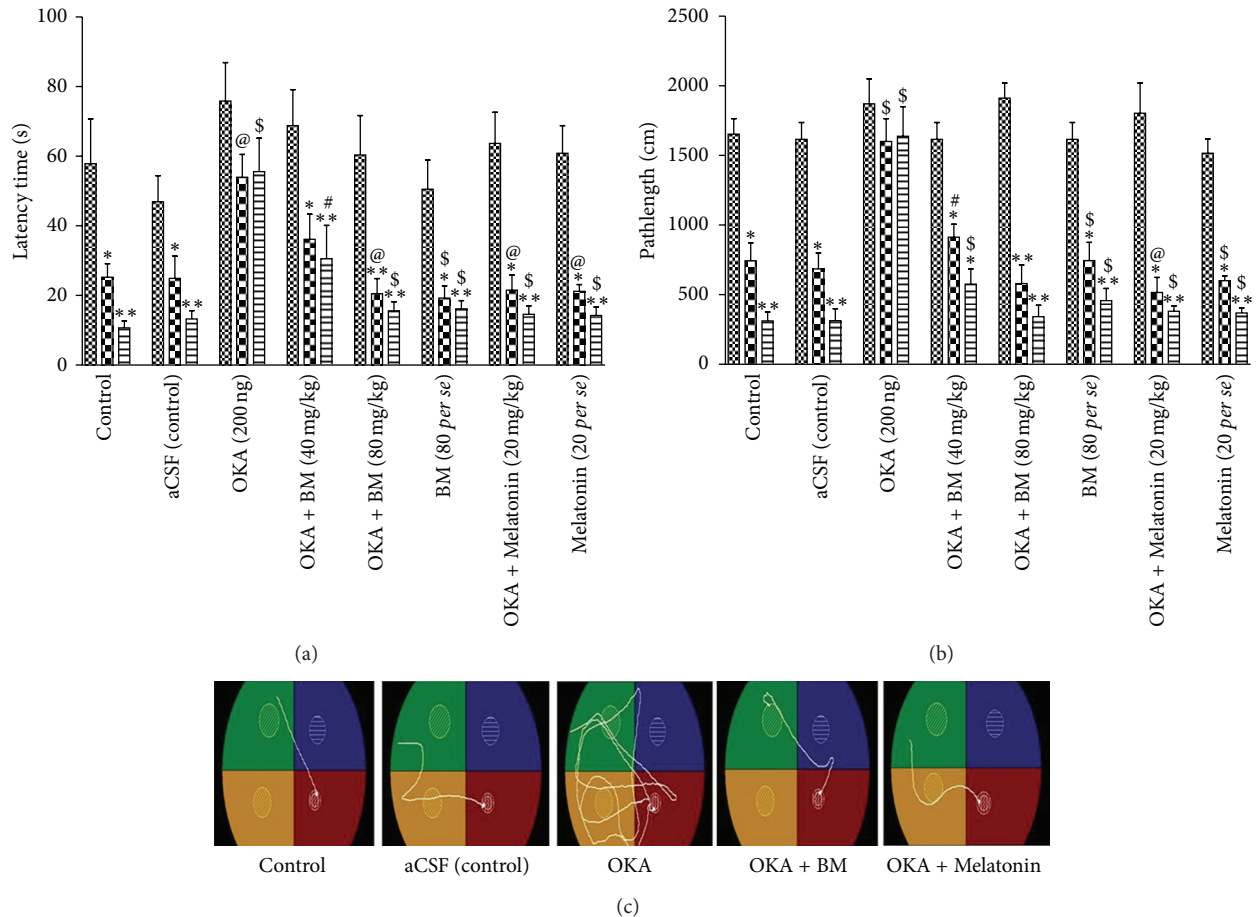 100
80
60
40
20
0
Latency time (s)
*
**
*
**
@
$
*
#
**
@
**
$
**
$
*
$
**
@
*
$
**
@
*
$
**
Control
aCSF (control)
OKA (200 ng)
OKA + BM (40 mg/kg)
OKA + BM (80 mg/kg)
BM (80 per se)
OKA + Melatonin (20 mg/kg)
Melatonin (20 per se)
(a)
2500
2000
1500
1000
500
0
Pathlength (cm)
*
**
*
**
$
$
#
*
$
*
**
**
$
*
$
**
@
*
$
**
$
*
$
**
Control
aCSF (control)
OKA (200 ng)
OKA + BM (40 mg/kg)
OKA + BM (80 mg/kg)
BM (80 per se)
OKA + Melatonin (20 mg/kg)
Melatonin (20 per se)
(b)
Control
aCSF (control)
OKA
OKA + BM
OKA + Melatonin
(c)